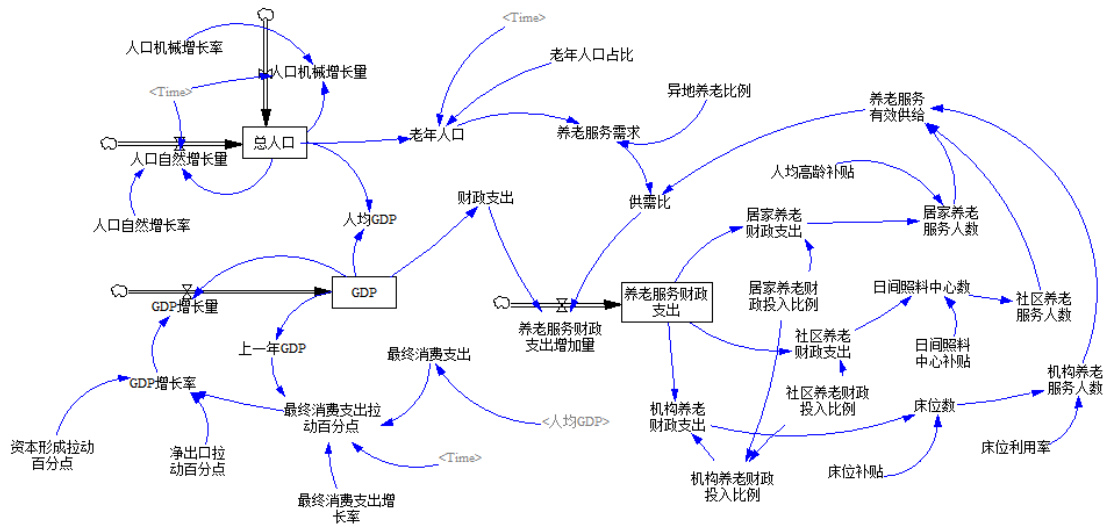 <Time>
人口机械增长率
老年人口占比
人口机械增长量
<Time>
异地养老比例
养老服务
有效供给
总人口
老年人口
养老服务需求
人口自然增长量
人均高龄补贴
人口自然增长率
人均GDP
财政支出
供需比
居家养老
财政支出
居家养老
服务人数
GDP
GDP增长量
养老服务财政
支出
居家养老财
政投入比例
日间照料中心数
社区养老
服务人数
养老服务财政
支出增加量
社区养老
财政支出
日间照料
中心补贴
上一年GDP
最终消费支出
GDP增长率
机构养老
服务人数
最终消费支出拉
动百分点
<人均GDP>
机构养老
财政支出
社区养老财政
投入比例
床位数
资本形成拉动
百分点
净出口拉
动百分点
<Time>
机构养老财政
投入比例
床位补贴
床位利用率
最终消费支出增
长率